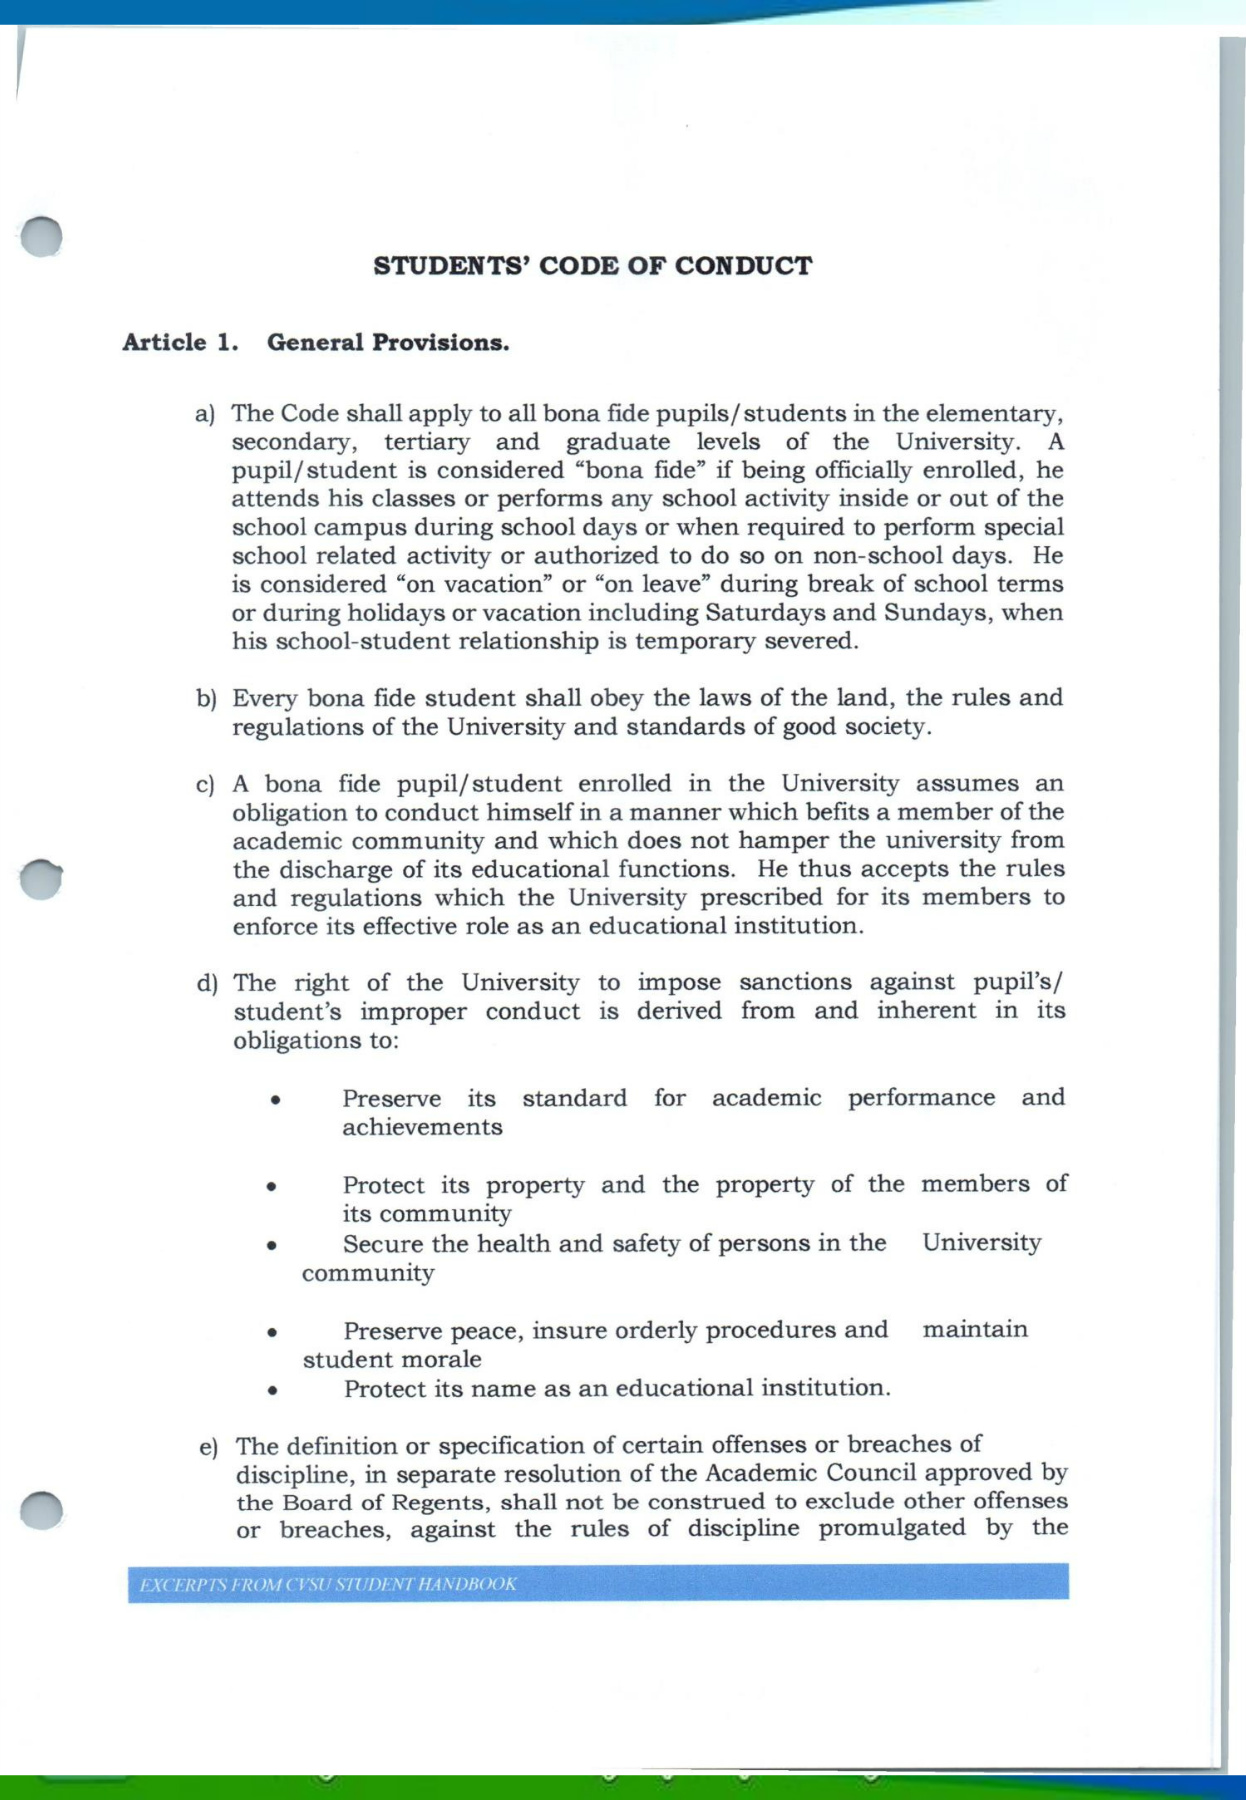 STUDENTS' CODE OF CONDUCT
Article 1. General Provisions.
a) The Code shall apply to all bona fide pupils/students in the elementary,
secondary, tertiary and graduate levels of the University. A
pupil/student is considered “bona fide” if being officially enrolled, he
attends his classes or performs any school activity inside or out of the
school campus during school days or when required to perform special
school related activity or authorized to do so on non-school days. He
is considered “on vacation” or “on leave” during break of school terms
or during holidays or vacation including Saturdays and Sundays, when
his school-student relationship is temporary severed.
b) Every bona fide student shall obey the laws of the land, the rules and
regulations of the University and standards of good society.
c) A bona fide pupil/student enrolled in the University assumes an
obligation to conduct himself in a manner which befits a member of the
academic community and which does not hamper the university from
the discharge of its educational functions. He thus accepts the rules
and regulations which the University prescribed for its members to
enforce its effective role as an educational institution.
d) The right of the University to impose sanctions against pupil's/
student's improper conduct is derived from and inherent in its
obligations to:
• Preserve its standard for academic performance and
achievements
• Protect its property and the property of the members of
its community
• Secure the health and safety of persons in the University
community
• Preserve peace, insure orderly procedures and maintain
student morale
• Protect its name as an educational institution.
e) The definition or specification of certain offenses or breaches of
discipline, in separate resolution of the Academic Council approved by
the Board of Regents, shall not be construed to exclude other offenses
or breaches, against the rules of discipline promulgated by the
EXCERPTS FROM CVSU STUDENT HANDBOOK